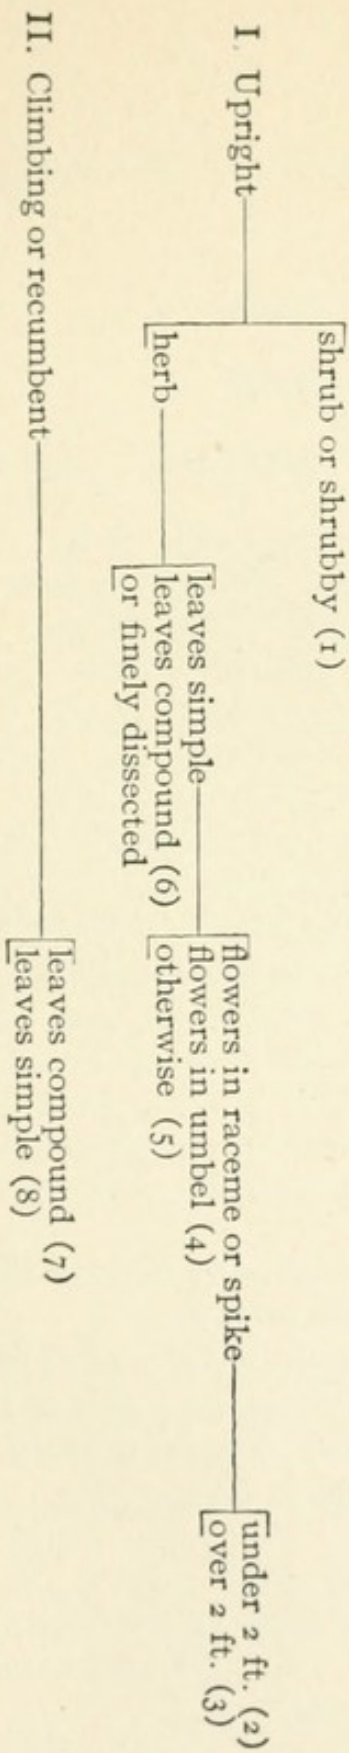 I. Upright
shrub or shrubby (1)
herb
leaves simple
leaves compound (6)
or finely dissected
flowers in raceme or spike
flowers in umbel (4)
otherwise (5)
under 2 ft. (2)
over 2 ft. (3)
II. Climbing or recumbent
leaves compound (7)
leaves simple (8)